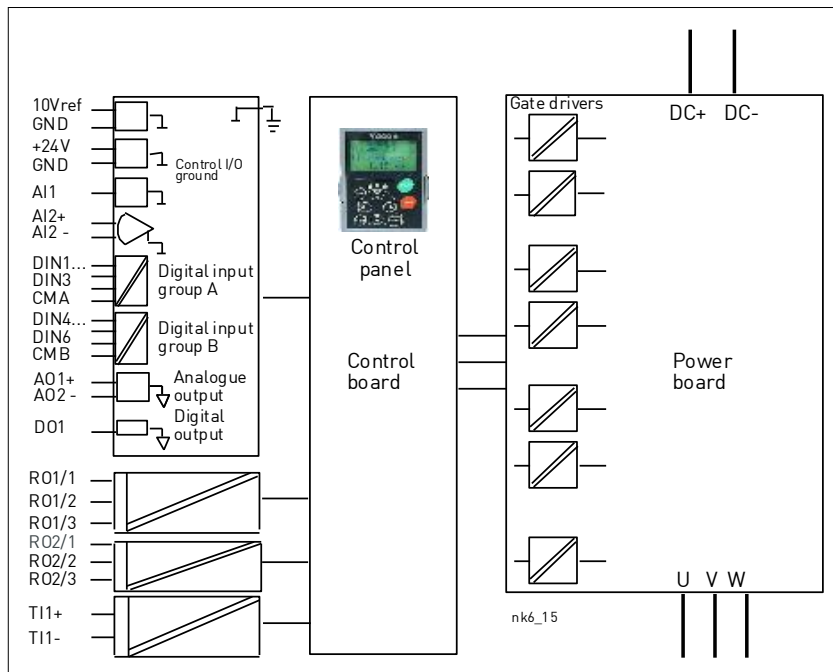 10Vref
GND
+24V
GND
Control I/O
ground
AI1
AI2+
AI2 -
DIN1...
DIN3
CMA
Digital input
group A
DIN4...
DIN6
CMB
Digital input
group B
AO1+
AO2 -
Analogue
output
DO1
Digital
output
RO1/1
RO1/2
RO1/3
RO2/1
RO2/2
RO2/3
TI1+
TI1-
Control
panel
Control
board
Gate drivers
DC+ DC-
Power
board
U V W
nk6_15